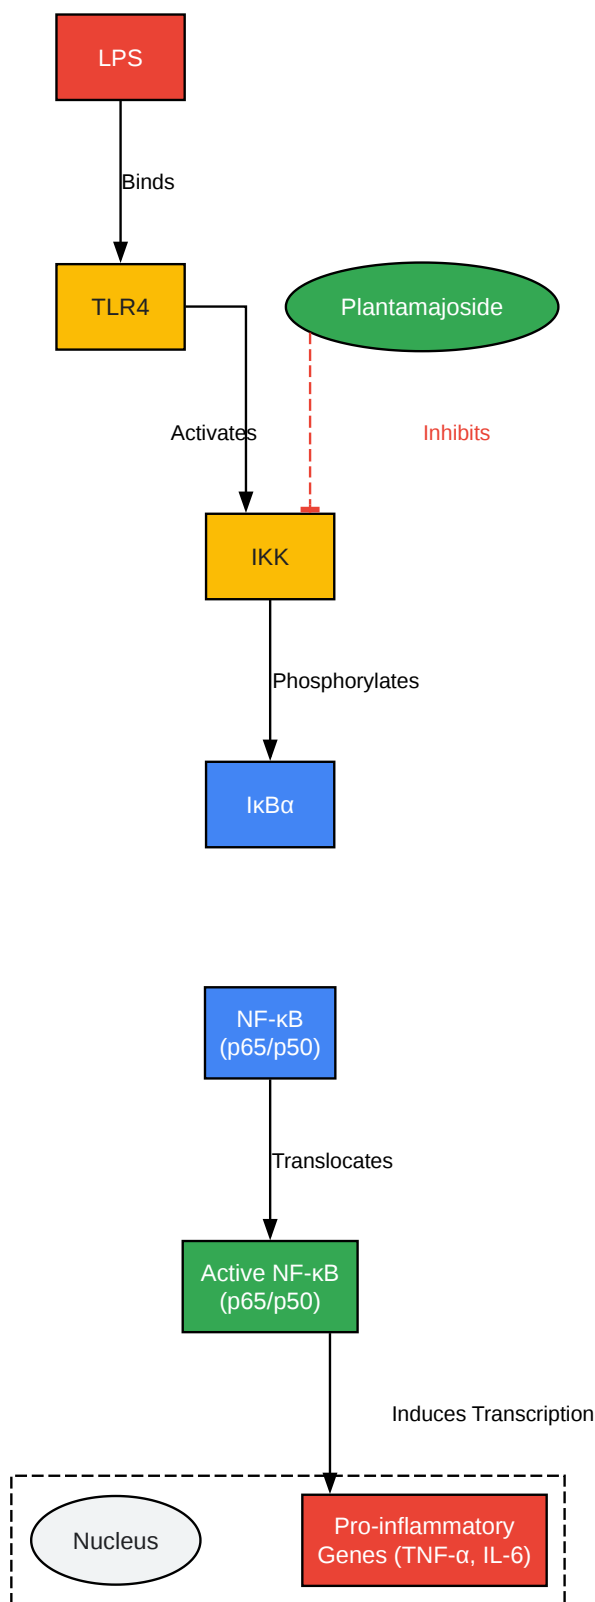 LPS
Binds
TLR4
Plantamajoside
Activates
Inhibits
IKK
Phosphorylates
IκBα
NF-κB
(p65/p50)
Translocates
Active NF-κB
(p65/p50)
Induces Transcription
Nucleus
Pro-inflammatory
Genes (TNF-α, IL-6)